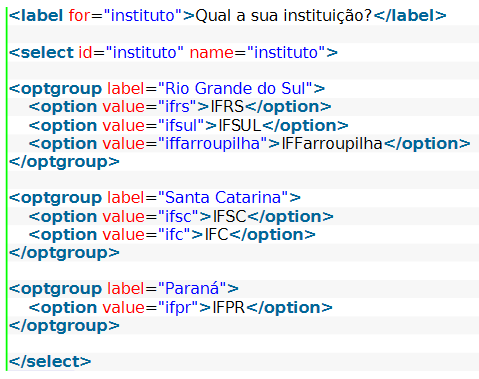 <label for="instituto">Qual a sua instituição?</label>
<select id="instituto" name="instituto">
<optgroup label="Rio Grande do Sul">
<option value="ifrs">IFRS</option>
<option value="ifsul">IFSUL</option>
<option value="iffarroupilha">IFFarroupilha</option>
</optgroup>
<optgroup label="Santa Catarina">
<option value="ifsc">IFSC</option>
<option value="ifc">IFC</option>
</optgroup>
<optgroup label="Paraná">
<option value="ifpr">IFPR</option>
</optgroup>
</select>